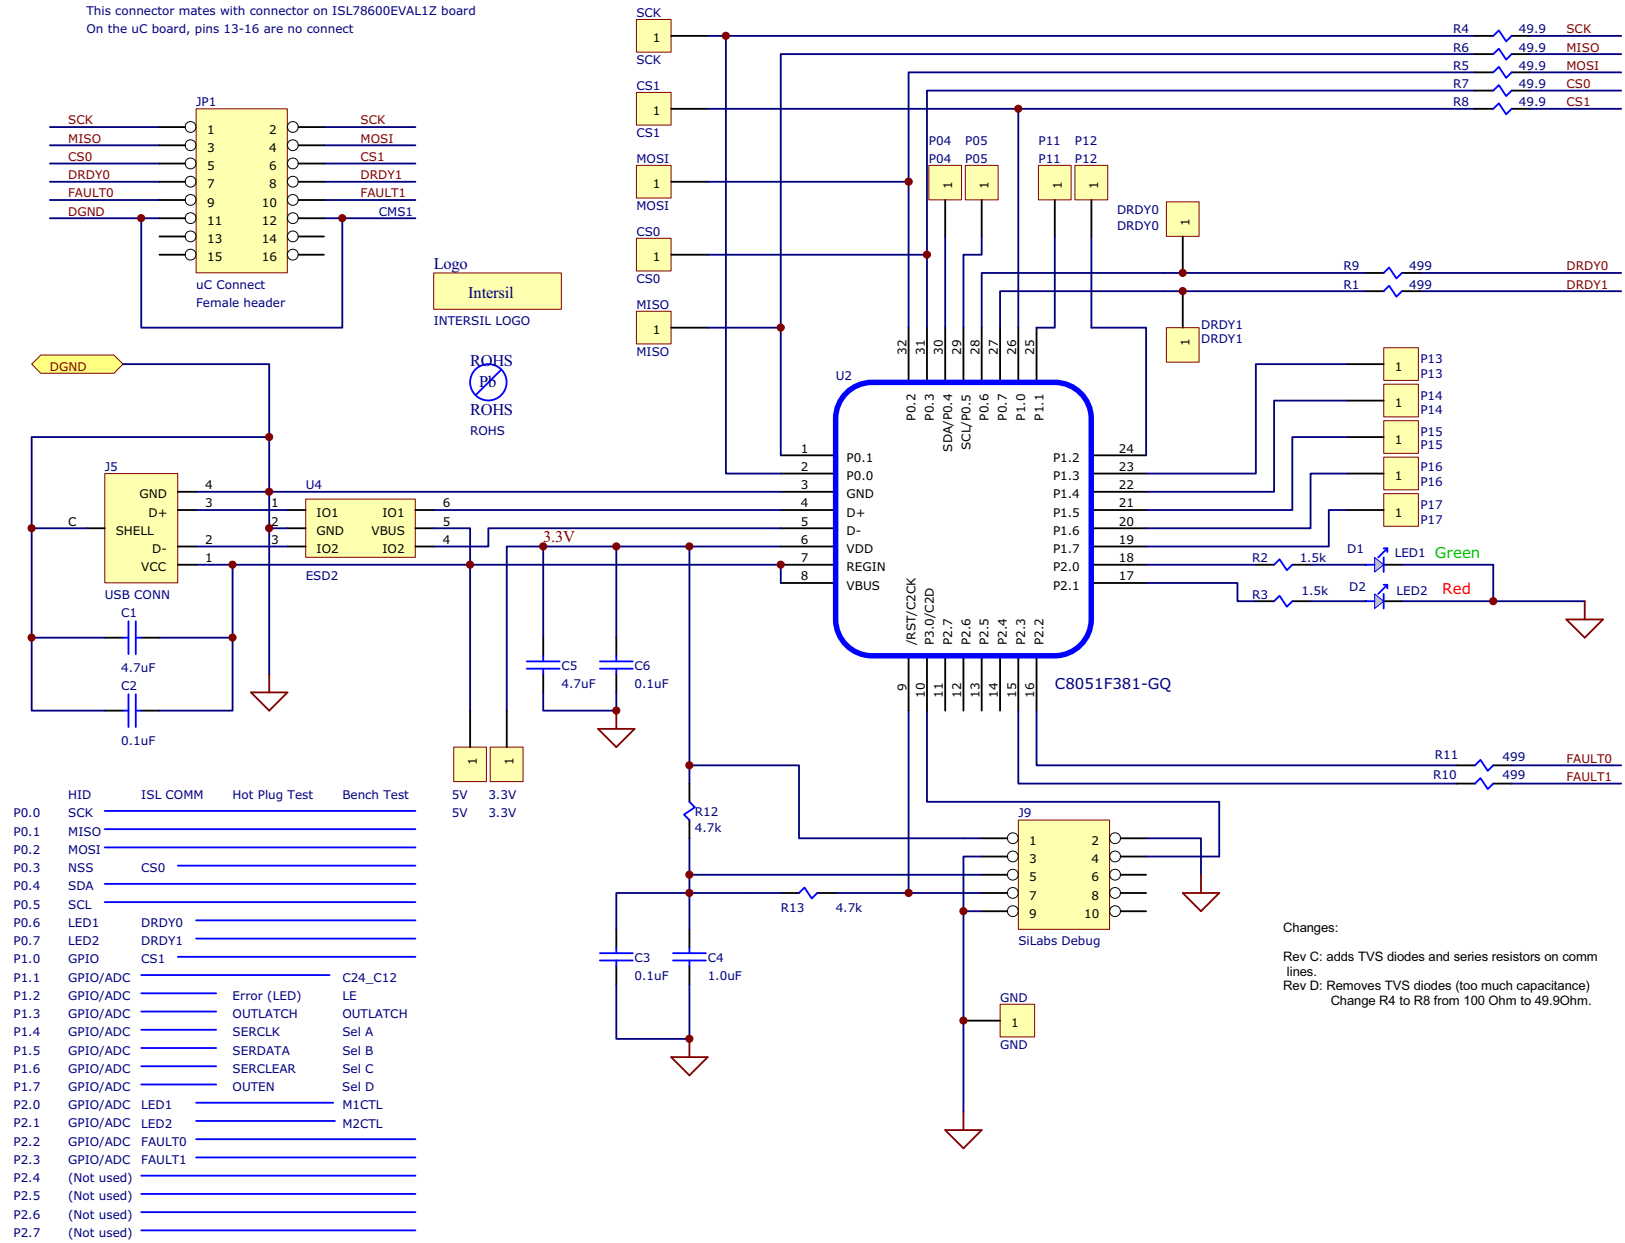 This connector mates with connector on ISL78600EVAL1Z board
On the uC board, pins 13-16 are no connect
JP1
SCK 1 2 SCK
MISO 3 4 MOSI
CS0 5 6 CS1
DRDY0 7 8 DRDY1
FAULT0 9 10 FAULT1
DGND 11 12 CMS1
13 14
15 16
uC Connect
Female header
Logo
Intersil
INTERSIL LOGO
ROHS
Pb
ROHS
ROHS
SCK
1
SCK
CS1
1
CS1
MOSI
1
MOSI
CS0
1
CS0
MISO
1
MISO
R4 49.9 SCK
R6 49.9 MISO
R5 49.9 MOSI
R7 49.9 CS0
R8 49.9 CS1
P04 P05 P11 P12
P04 P05 P11 P12
1 1 1 1
DRDY0
DRDY0
1
R9 499 DRDY0
R1 499 DRDY1
DRDY1
DRDY1
1
DGND
J5
GND 4
D+ 3
C SHELL
D- 2
VCC 1
USB CONN
C1
4.7uF
C2
0.1uF
U4
1 IO1 IO1 6
2 GND VBUS 5
3 IO2 IO2 4
ESD2
3.3V
C5
4.7uF
C6
0.1uF
U2
32 31 30 29 28 27 26 25
P0.2 P0.3 SDA/P0.4 SCL/P0.5 P0.6 P0.7 P1.0 P1.1
1 P0.1
2 P0.0
3 GND
4 D+
5 D-
6 VDD
7 REGIN
8 VBUS
P1.2 24
P1.3 23
P1.4 22
P1.5 21
P1.6 20
P1.7 19
P2.0 18
P2.1 17
/RST/C2CK P3.0/C2D P2.7 P2.6 P2.5 P2.4 P2.3 P2.2
9 10 11 12 13 14 15 16
C8051F381-GQ
1 P13
P13
1 P14
P14
1 P15
P15
1 P16
P16
1 P17
P17
R2 1.5k D1 LED1 Green
R3 1.5k D2 LED2 Red
1 1
5V 3.3V
5V 3.3V
R12
4.7k
R13 4.7k
C3
0.1uF
C4
1.0uF
R11 499 FAULT0
R10 499 FAULT1
J9
1 2
3 4
5 6
7 8
9 10
SiLabs Debug
GND
1
GND
Changes:
Rev C: adds TVS diodes and series resistors on comm
lines.
Rev D: Removes TVS diodes (too much capacitance)
Change R4 to R8 from 100 Ohm to 49.9Ohm.
HID ISL COMM Hot Plug Test Bench Test
P0.0 SCK
P0.1 MISO
P0.2 MOSI
P0.3 NSS CS0
P0.4 SDA
P0.5 SCL
P0.6 LED1 DRDY0
P0.7 LED2 DRDY1
P1.0 GPIO CS1
P1.1 GPIO/ADC C24_C12
P1.2 GPIO/ADC Error (LED) LE
P1.3 GPIO/ADC OUTLATCH OUTLATCH
P1.4 GPIO/ADC SERCLK Sel A
P1.5 GPIO/ADC SERDATA Sel B
P1.6 GPIO/ADC SERCLEAR Sel C
P1.7 GPIO/ADC OUTEN Sel D
P2.0 GPIO/ADC LED1 M1CTL
P2.1 GPIO/ADC LED2 M2CTL
P2.2 GPIO/ADC FAULT0
P2.3 GPIO/ADC FAULT1
P2.4 (Not used)
P2.5 (Not used)
P2.6 (Not used)
P2.7 (Not used)